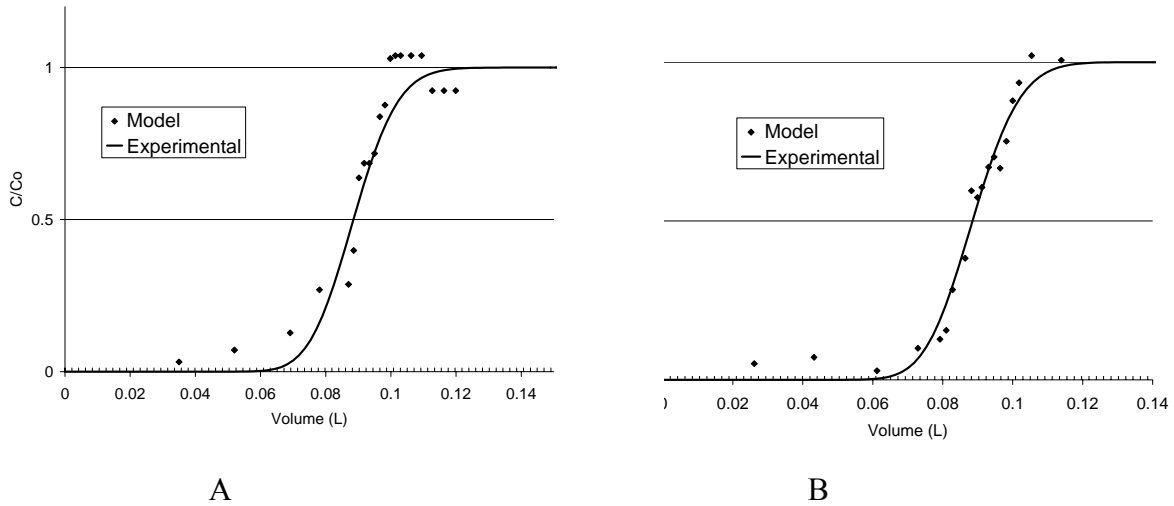 1
Model
Experimental
C/Co
0.5
0
0 0.02 0.04 0.06 0.08 0.1 0.12 0.14
Volume (L)
A
Model
Experimental
0.02 0.04 0.06 0.08 0.1 0.12 0.14
Volume (L)
B